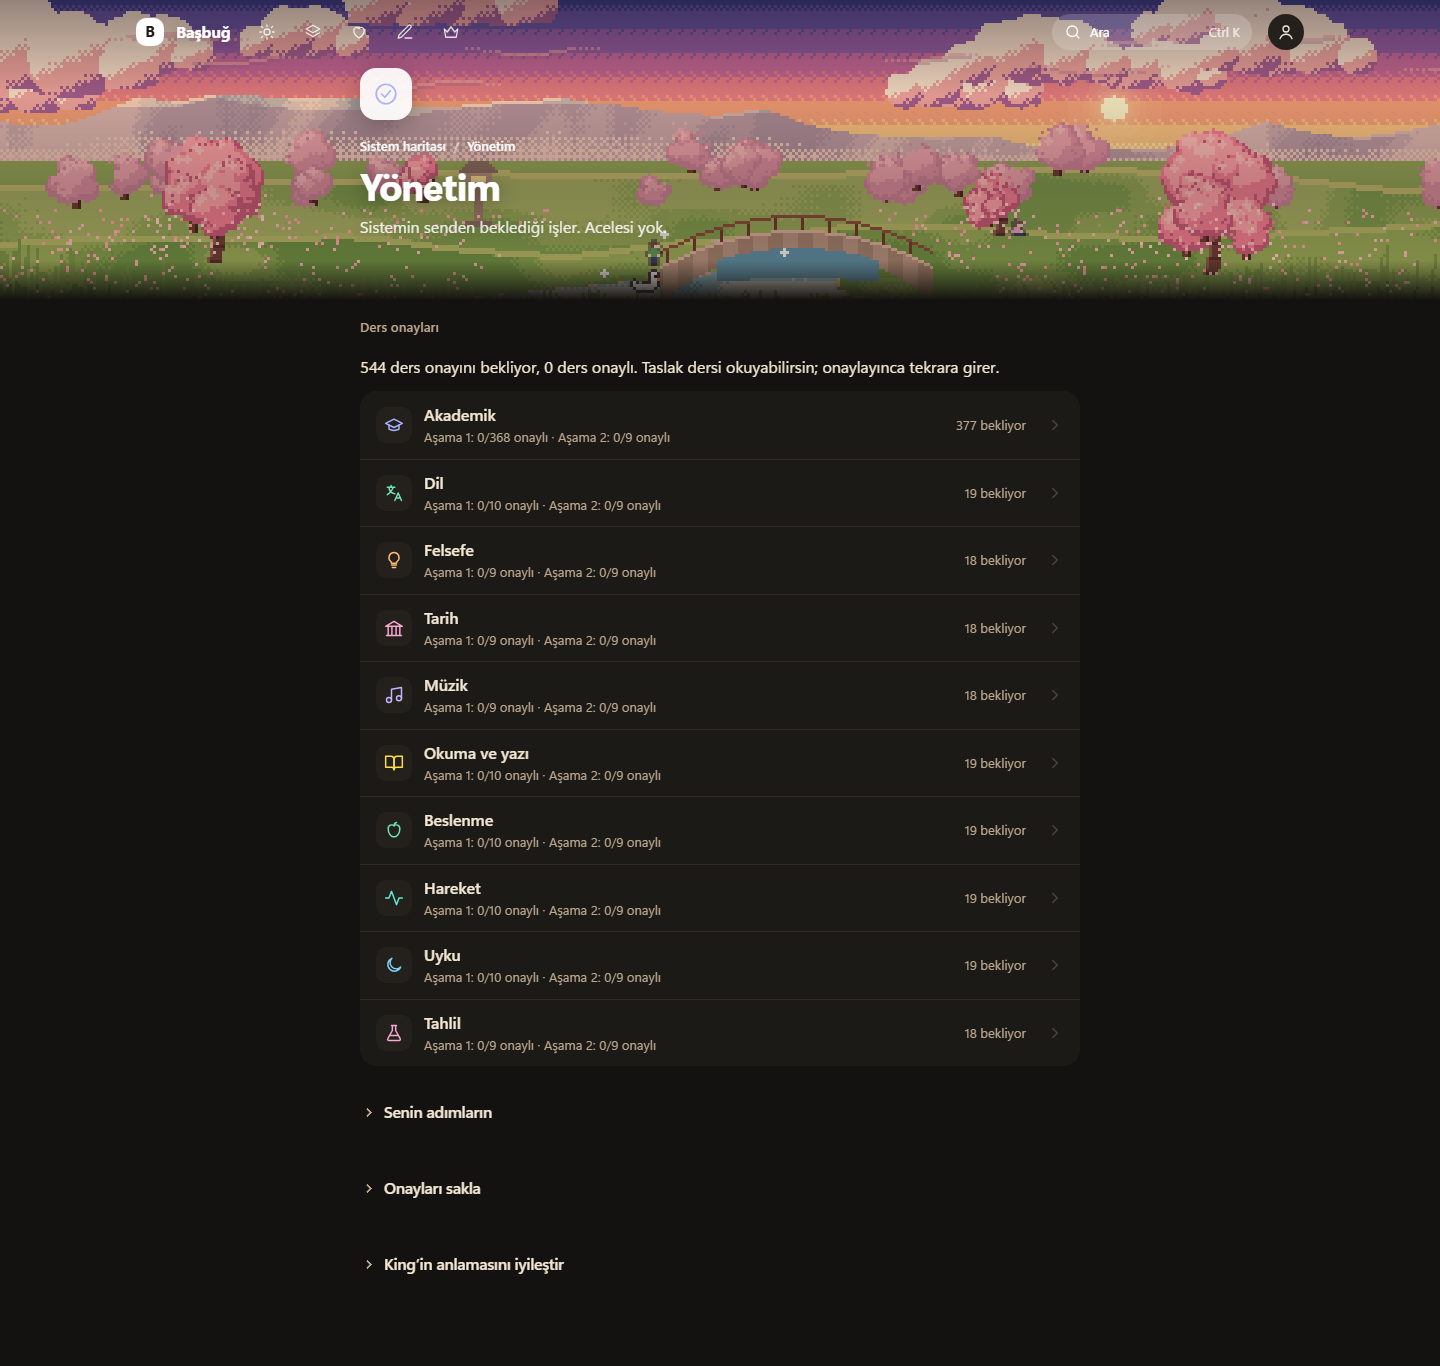 B Başbuğ Ara Ctrl K
Sistem haritası / Yönetim
Yönetim
Sistemin senden beklediği işler. Acelesi yok.
Ders onayları
544 ders onayını bekliyor, 0 ders onaylı. Taslak dersi okuyabilirsin; onaylayınca tekrara girer.
Akademik
Aşama 1: 0/368 onaylı · Aşama 2: 0/9 onaylı
377 bekliyor
Dil
Aşama 1: 0/10 onaylı · Aşama 2: 0/9 onaylı
19 bekliyor
Felsefe
Aşama 1: 0/9 onaylı · Aşama 2: 0/9 onaylı
18 bekliyor
Tarih
Aşama 1: 0/9 onaylı · Aşama 2: 0/9 onaylı
18 bekliyor
Müzik
Aşama 1: 0/9 onaylı · Aşama 2: 0/9 onaylı
18 bekliyor
Okuma ve yazı
Aşama 1: 0/10 onaylı · Aşama 2: 0/9 onaylı
19 bekliyor
Beslenme
Aşama 1: 0/10 onaylı · Aşama 2: 0/9 onaylı
19 bekliyor
Hareket
Aşama 1: 0/10 onaylı · Aşama 2: 0/9 onaylı
19 bekliyor
Uyku
Aşama 1: 0/10 onaylı · Aşama 2: 0/9 onaylı
19 bekliyor
Tahlil
Aşama 1: 0/9 onaylı · Aşama 2: 0/9 onaylı
18 bekliyor
Senin adımların
Onayları sakla
King’in anlamasını iyileştir